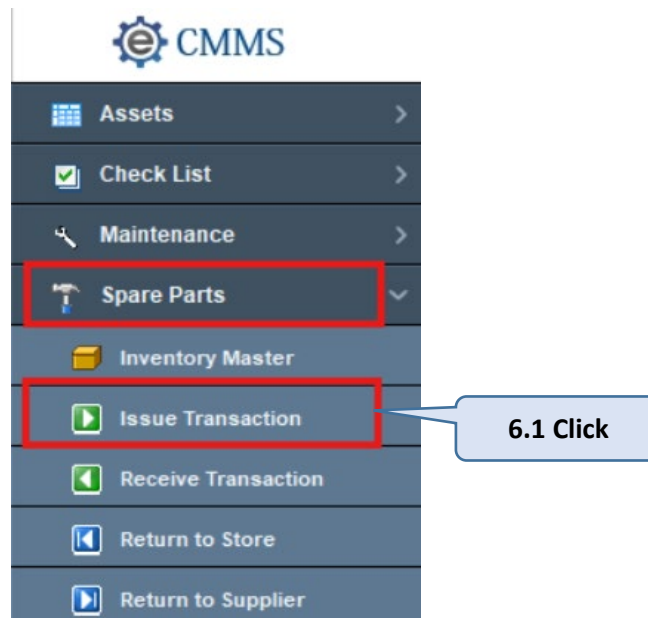 e CMMS
Assets
Check List
Maintenance
Spare Parts
Inventory Master
Issue Transaction
6.1 Click
Receive Transaction
Return to Store
Return to Supplier